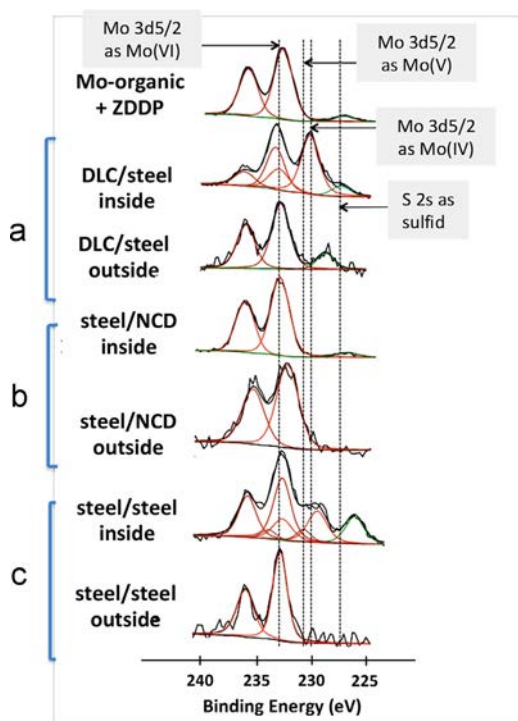 Mo 3d5/2
as Mo(VI)
Mo 3d5/2
as Mo(V)
Mo-organic
+ ZDDP
Mo 3d5/2
as Mo(IV)
a
DLC/steel
inside
S 2s as
sulfid
DLC/steel
outside
b
steel/NCD
inside
steel/NCD
outside
c
steel/steel
inside
steel/steel
outside
240 235 230 225
Binding Energy (eV)